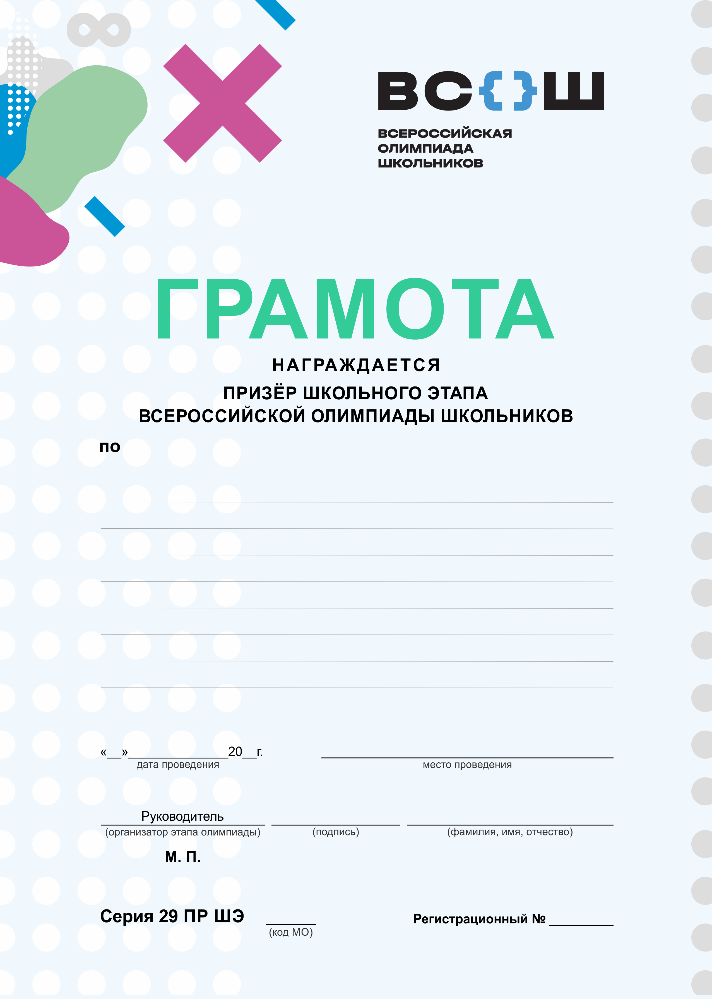 ВС{}Ш
ВСЕРОССИЙСКАЯ
ОЛИМПИАДА
ШКОЛЬНИКОВ
ГРАМОТА
НАГРАЖДАЕТСЯ
ПРИЗЁР ШКОЛЬНОГО ЭТАПА
ВСЕРОССИЙСКОЙ ОЛИМПИАДЫ ШКОЛЬНИКОВ
по
«__»______________20__г.
дата проведения
место проведения
Руководитель
(организатор этапа олимпиады) (подпись) (фамилия, имя, отчество)
М. П.
Серия 29 ПР ШЭ _______ Регистрационный № _________
(код МО)